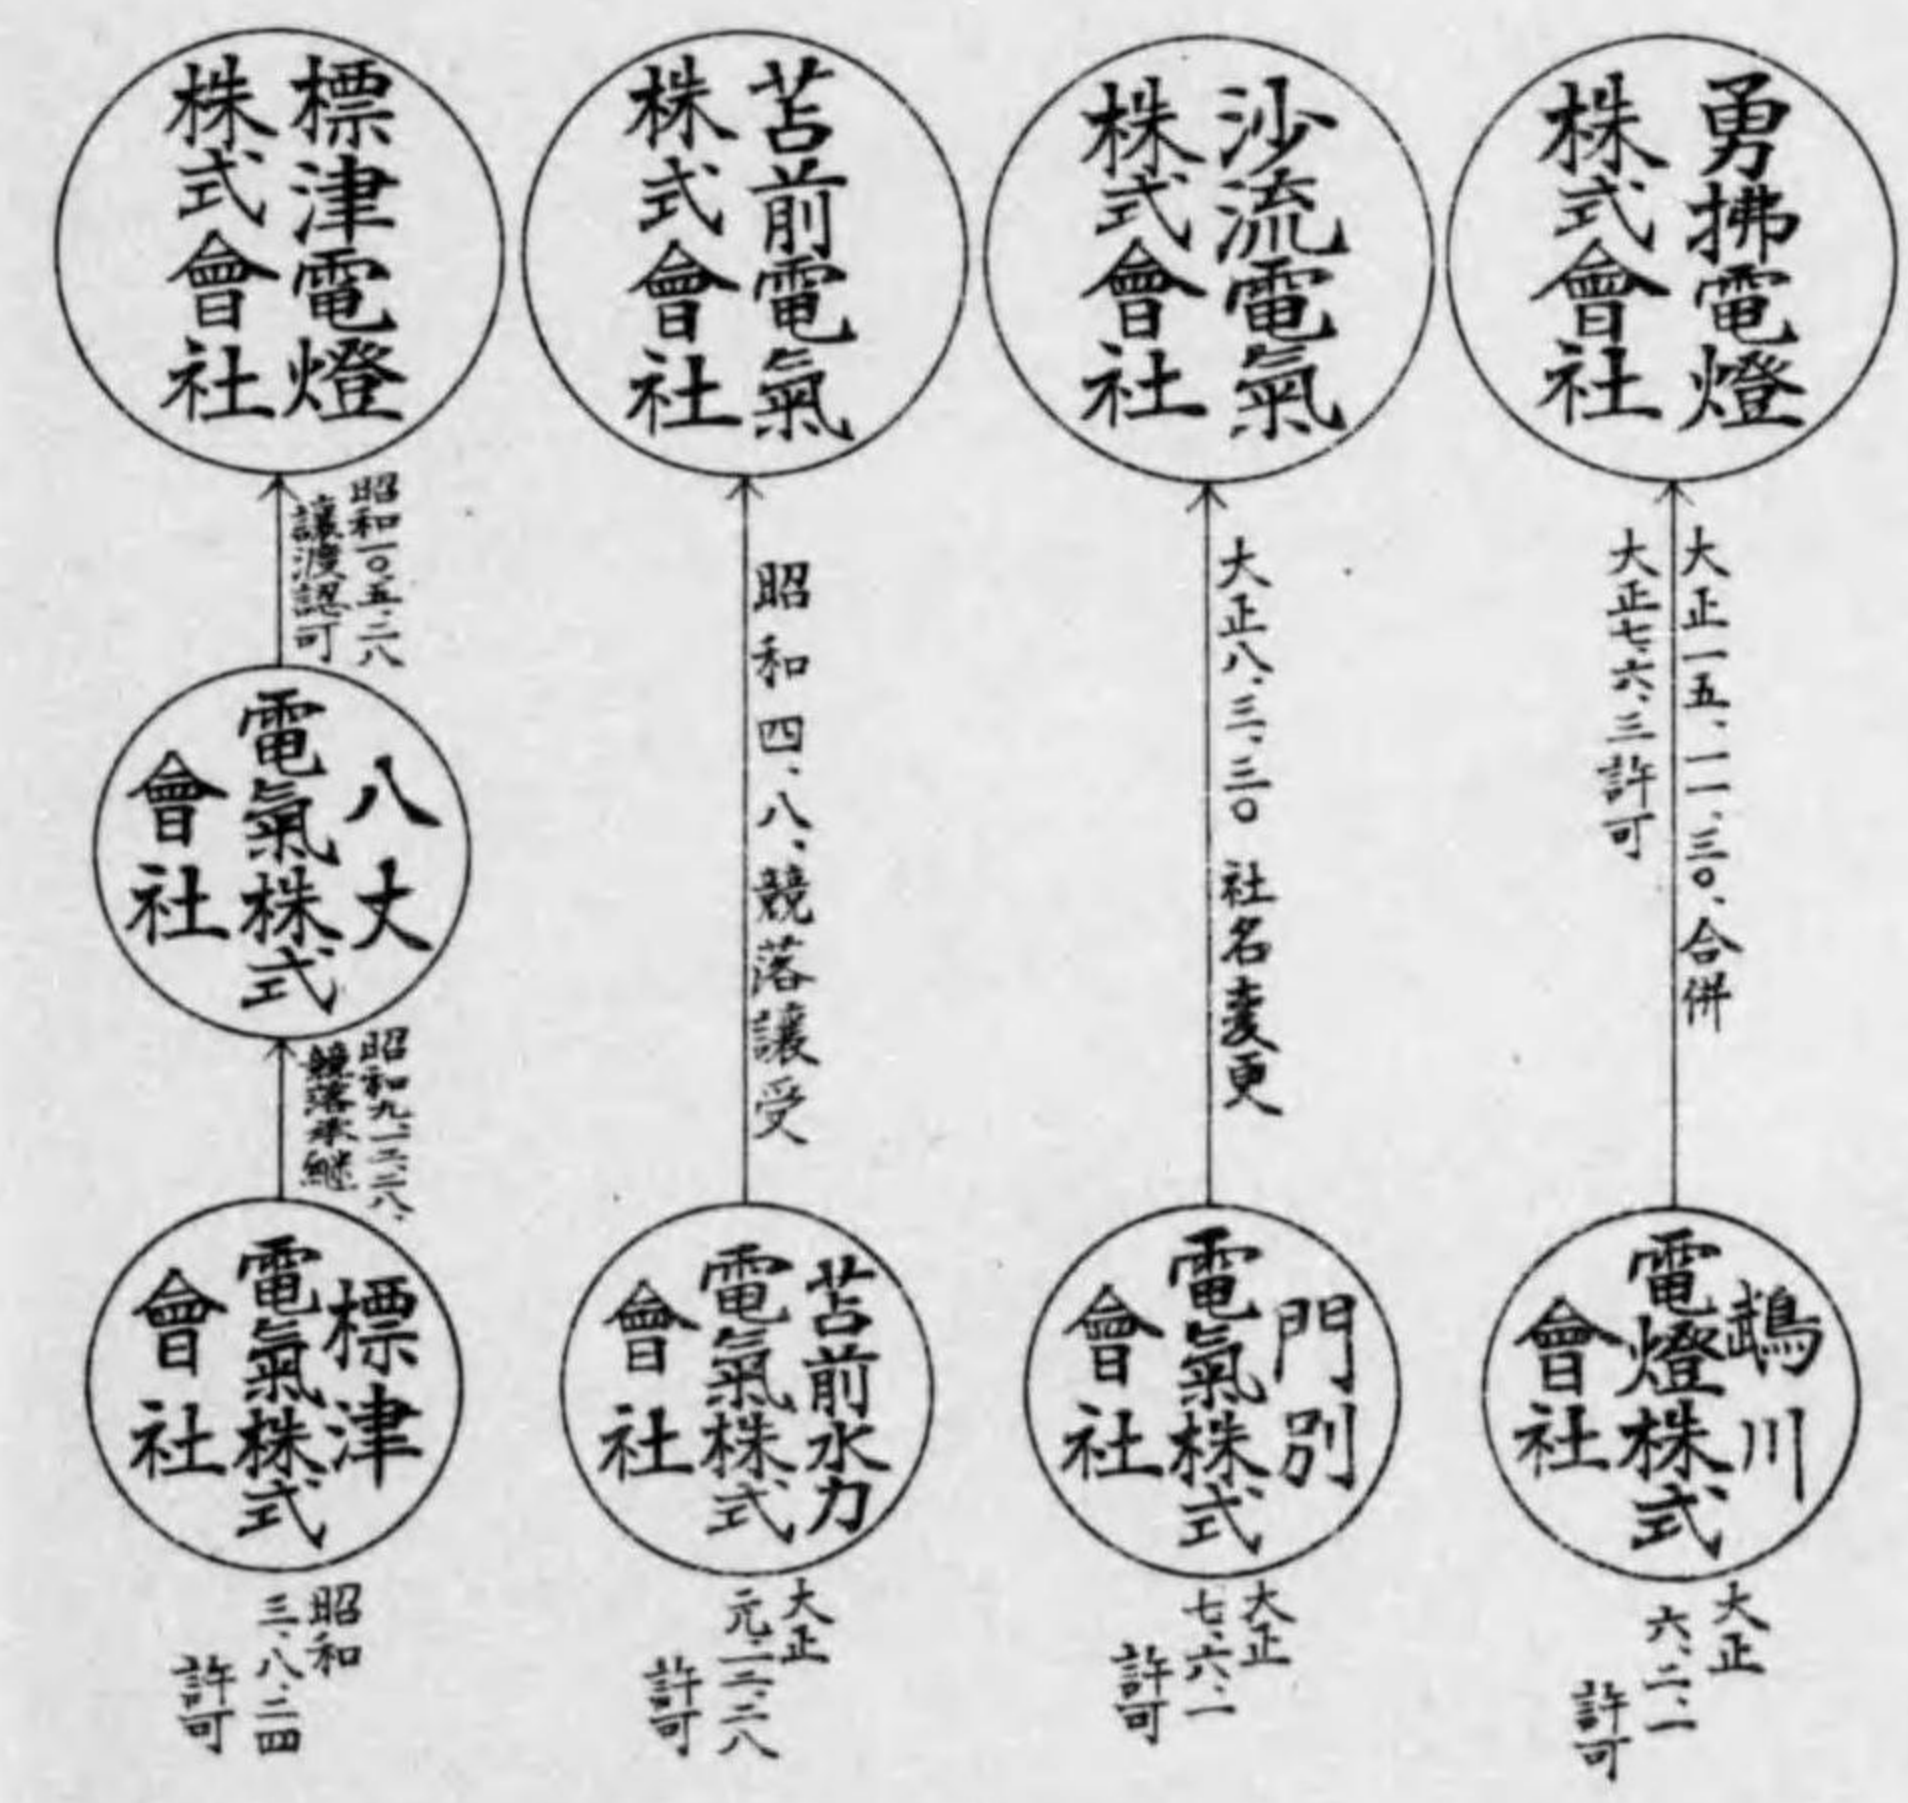 勇拂電燈
株式會社
大正一五、一一、三〇、合併
大正七、六、三許可
鵡川
電燈株式
會社
大正
六、二、一
許可
沙流電氣
株式會社
大正八、三、三〇 社名変更
門別
電氣株式
會社
大正
七、六、一
許可
苫前電氣
株式會社
昭和四、八、競落讓受
苫前水力
電氣株式
會社
大正
元、一二、二八
許可
標津電燈
株式會社
昭和一〇、五、二八
讓渡認可
八丈
電氣株式
會社
昭和九、一二、二八、
競落承継
標津
電氣株式
會社
昭和
三、八、二四
許可